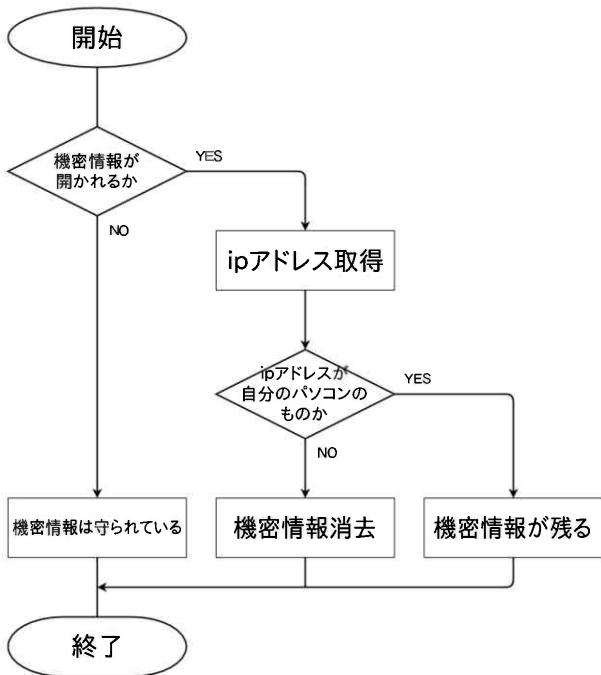 開始
機密情報が
開かれるか
YES
NO
ipアドレス取得
ipアドレスが
自分のパソコンの
ものか
YES
NO
機密情報は守られている
機密情報消去
機密情報が残る
終了